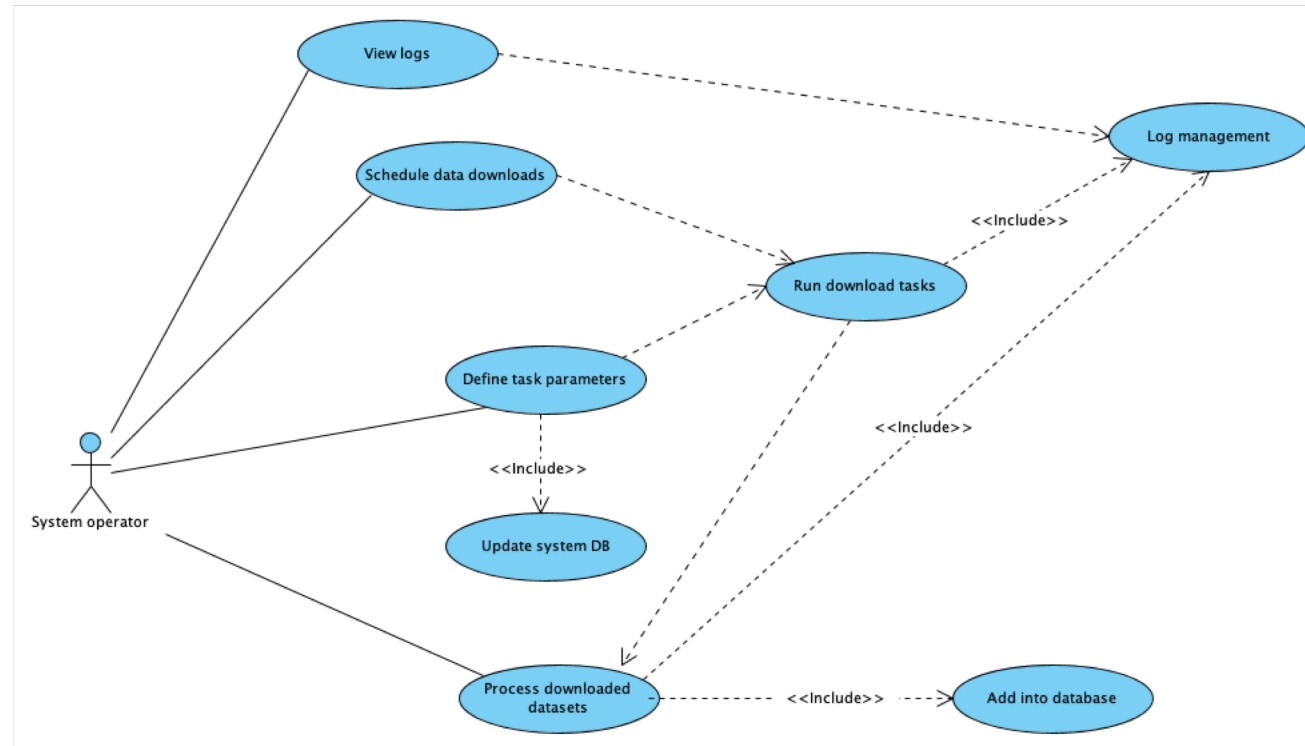 View logs
Log management
Schedule data downloads
<<Include>>
Run download tasks
Define task parameters
<<Include>>
<<Include>>
System operator
Update system DB
Process downloaded
datasets
<<Include>>
Add into database